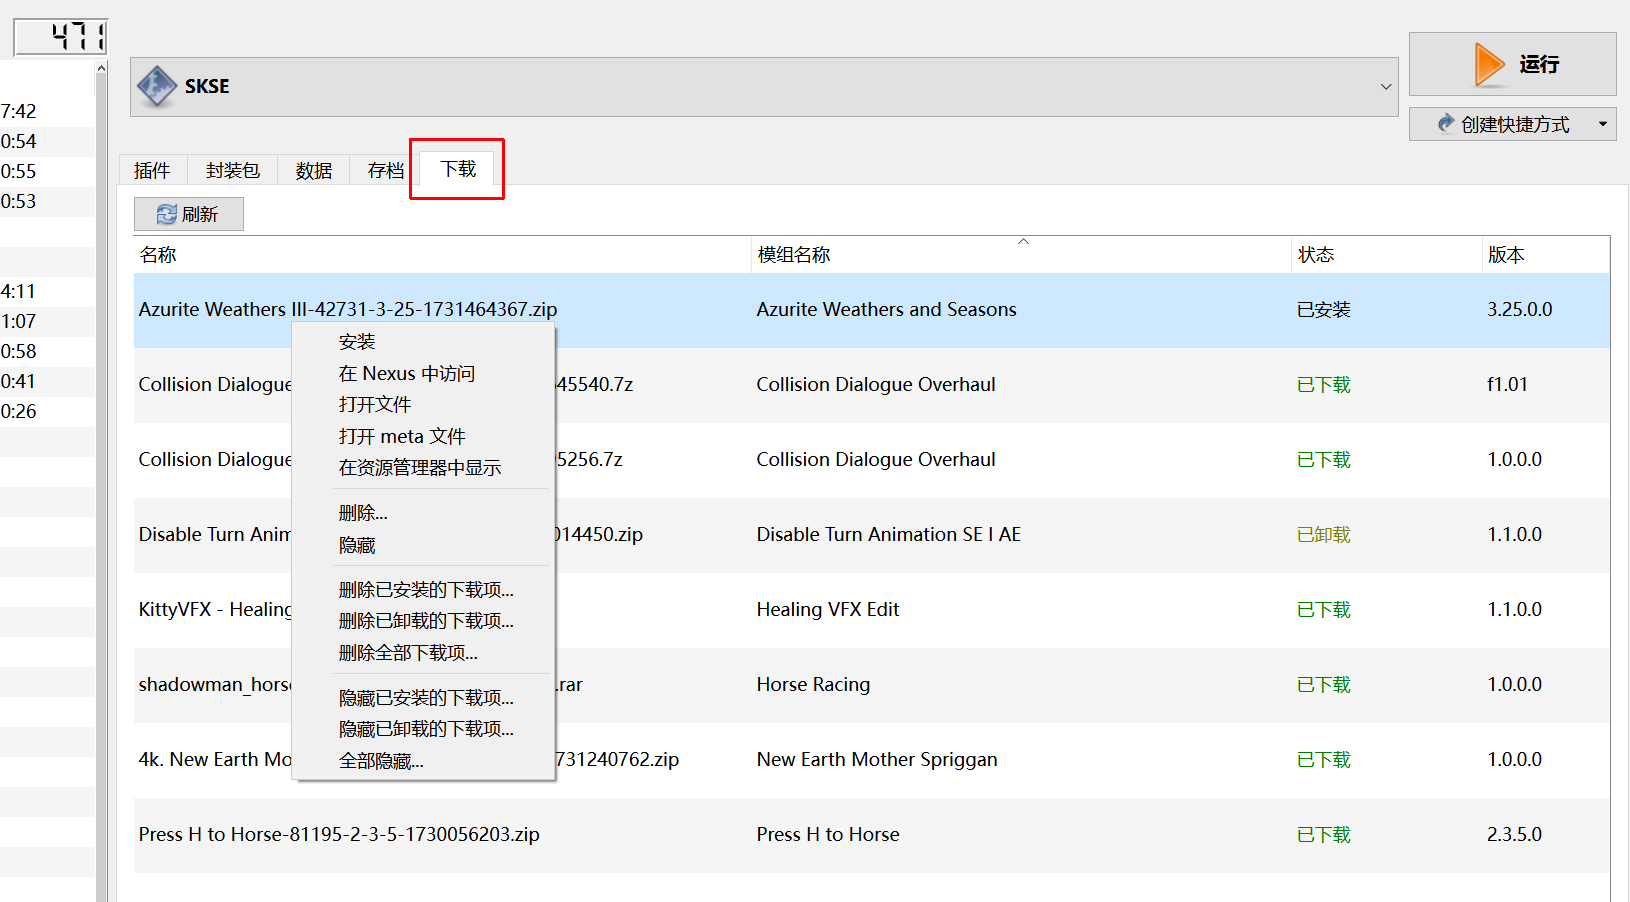 471
SKSE
运行
创建快捷方式
7:42
0:54
0:55
0:53
4:11
1:07
0:58
0:41
0:26
插件 封装包 数据 存档 下载
刷新
名称 模组名称 状态 版本
Azurite Weathers III-42731-3-25-1731464367.zip Azurite Weathers and Seasons 已安装 3.25.0.0
Collision Dialogue 45540.7z Collision Dialogue Overhaul 已下载 f1.01
Collision Dialogue 5256.7z Collision Dialogue Overhaul 已下载 1.0.0.0
Disable Turn Anim 014450.zip Disable Turn Animation SE I AE 已卸载 1.1.0.0
KittyVFX - Healing Healing VFX Edit 已下载 1.1.0.0
shadowman_horse .rar Horse Racing 已下载 1.0.0.0
4k. New Earth Mo 731240762.zip New Earth Mother Spriggan 已下载 1.0.0.0
Press H to Horse-81195-2-3-5-1730056203.zip Press H to Horse 已下载 2.3.5.0
安装
在 Nexus 中访问
打开文件
打开 meta 文件
在资源管理器中显示
删除...
隐藏
删除已安装的下载项...
删除已卸载的下载项...
删除全部下载项...
隐藏已安装的下载项...
隐藏已卸载的下载项...
全部隐藏...